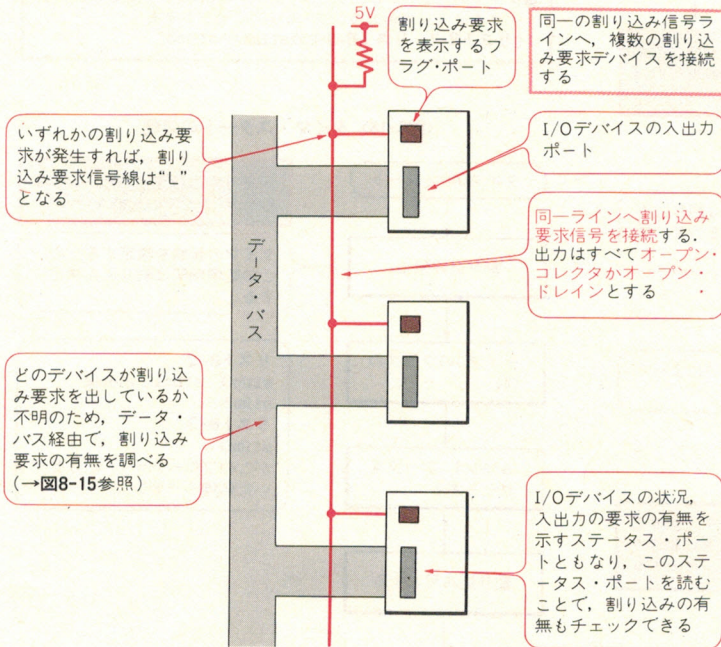 5V
割り込み要求
を表示するフ
ラグ・ポート
同一の割り込み信号ラ
インへ，複数の割り込
み要求デバイスを接続
する
いずれかの割り込み要
求が発生すれば，割り
込み要求信号線は“L”
となる
I/Oデバイスの入出力
ポート
同一ラインへ割り込み
要求信号を接続する．
出力はすべてオープン・
コレクタかオープン・
ドレインとする
データ・バス
どのデバイスが割り込
み要求を出しているか
不明のため，データ・
バス経由で，割り込み
要求の有無を調べる
(→図8-15参照)
I/Oデバイスの状況，
入出力の要求の有無を
示すステータス・ポー
トともなり，このステ
ータス・ポートを読む
ことで，割り込みの有
無もチェックできる